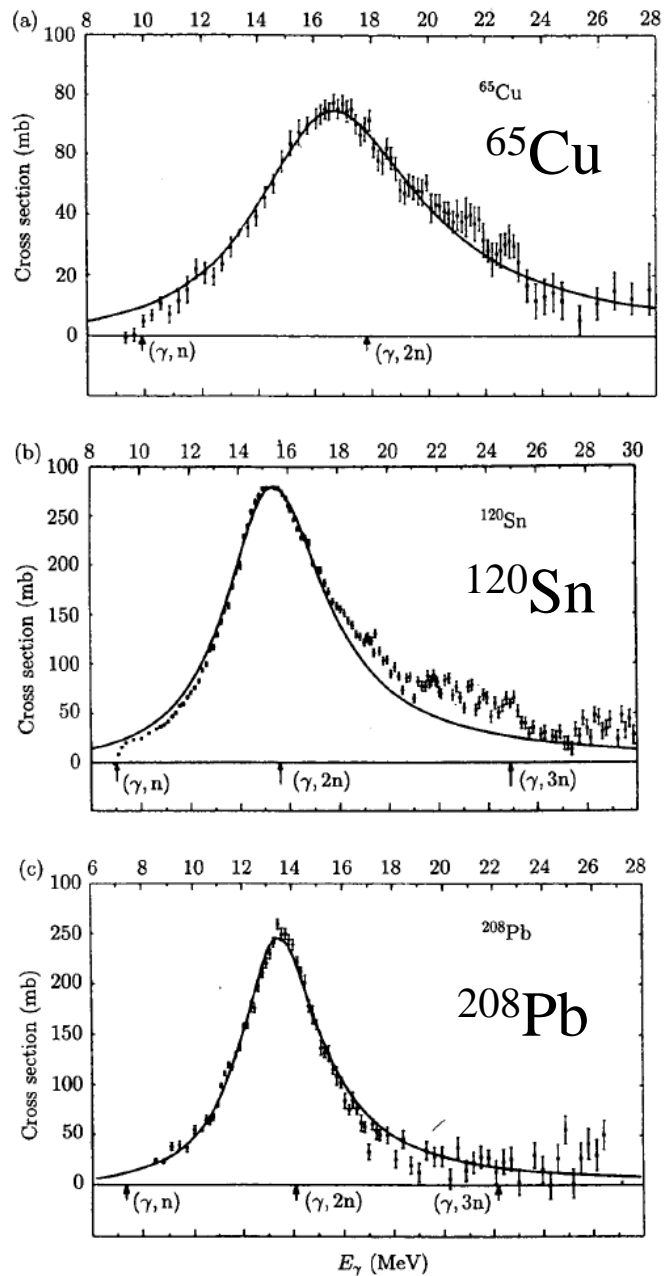 (a) 8 10 12 14 16 18 20 22 24 26 28
100
80
80
40
20
0
Cross section (mb)
⁶⁵Cu
⁶⁵Cu
(γ, n)
(γ, 2n)
(b) 8 10 12 14 16 18 20 22 24 26 28 30
300
250
200
150
100
50
0
Cross section (mb)
¹²⁰Sn
¹²⁰Sn
(γ, n)
(γ, 2n)
(γ, 3n)
(c) 6 8 10 12 14 16 18 20 22 24 26 28
300
250
200
150
100
50
0
Cross section (mb)
²⁰⁸Pb
²⁰⁸Pb
(γ, n)
(γ, 2n)
(γ, 3n)
Eγ (MeV)